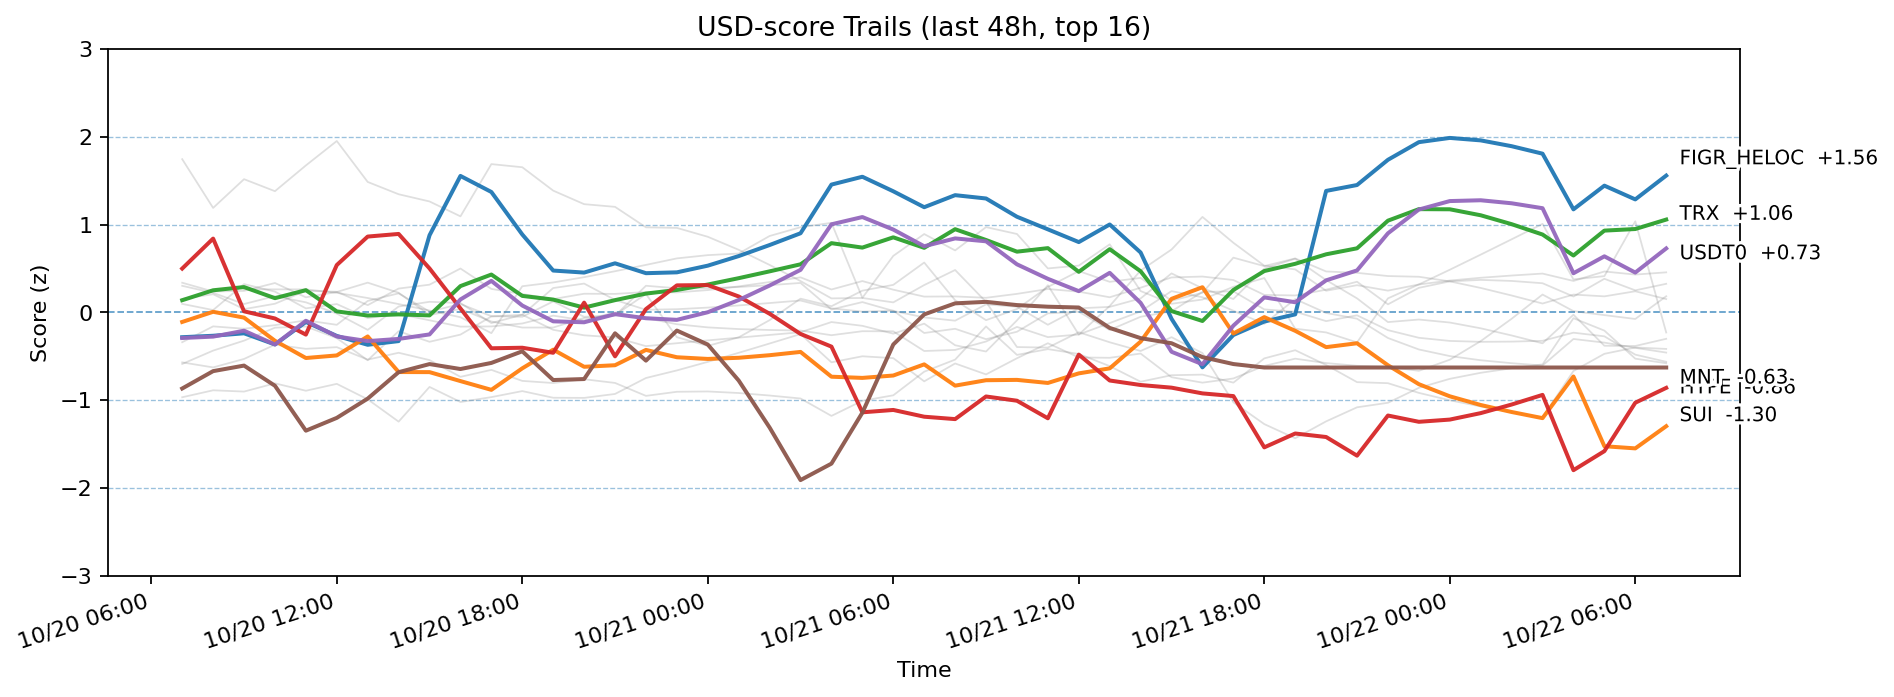 USD-score Trails (last 48h, top 16)
Score (z)
3
2
1
0
−1
−2
−3
FIGR_HELOC +1.56
TRX +1.06
USDT0 +0.73
MNT -0.63
HYPE -0.86
SUI -1.30
10/20 06:00
10/20 12:00
10/20 18:00
10/21 00:00
10/21 06:00
10/21 12:00
10/21 18:00
10/22 00:00
10/22 06:00
Time